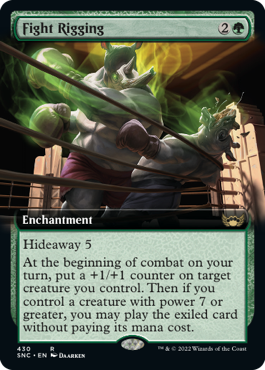 Fight Rigging 2
Enchantment
Hideaway 5
At the beginning of combat on your
turn, put a +1/+1 counter on target
creature you control. Then if you
control a creature with power 7 or
greater, you may play the exiled card
without paying its mana cost.
430 R
SNC • EN DAARKEN
™ & © 2022 Wizards of the Coast